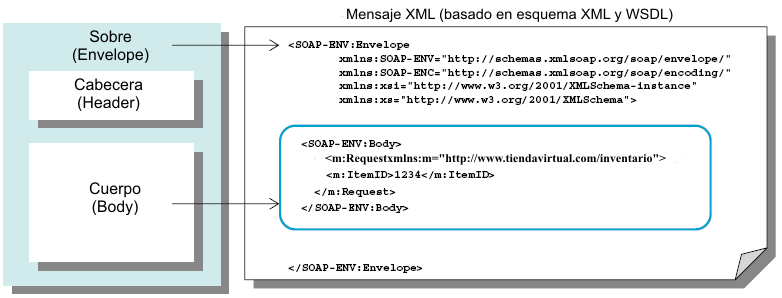 Mensaje XML (basado en esquema XML y WSDL)
Sobre
(Envelope)
Cabecera
(Header)
Cuerpo
(Body)
<SOAP-ENV:Envelope
xmlns:SOAP-ENV="http://schemas.xmlsoap.org/soap/envelope/"
xmlns:SOAP-ENC="http://schemas.xmlsoap.org/soap/encoding/"
xmlns:xsi="http://www.w3.org/2001/XMLSchema-instance"
xmlns:xs="http://www.w3.org/2001/XMLSchema">
<SOAP-ENV:Body>
<m:Requestxmlns:m="http://www.tiendavirtual.com/inventario">
<m:ItemID>1234</m:ItemID>
</m:Request>
</SOAP-ENV:Body>
</SOAP-ENV:Envelope>